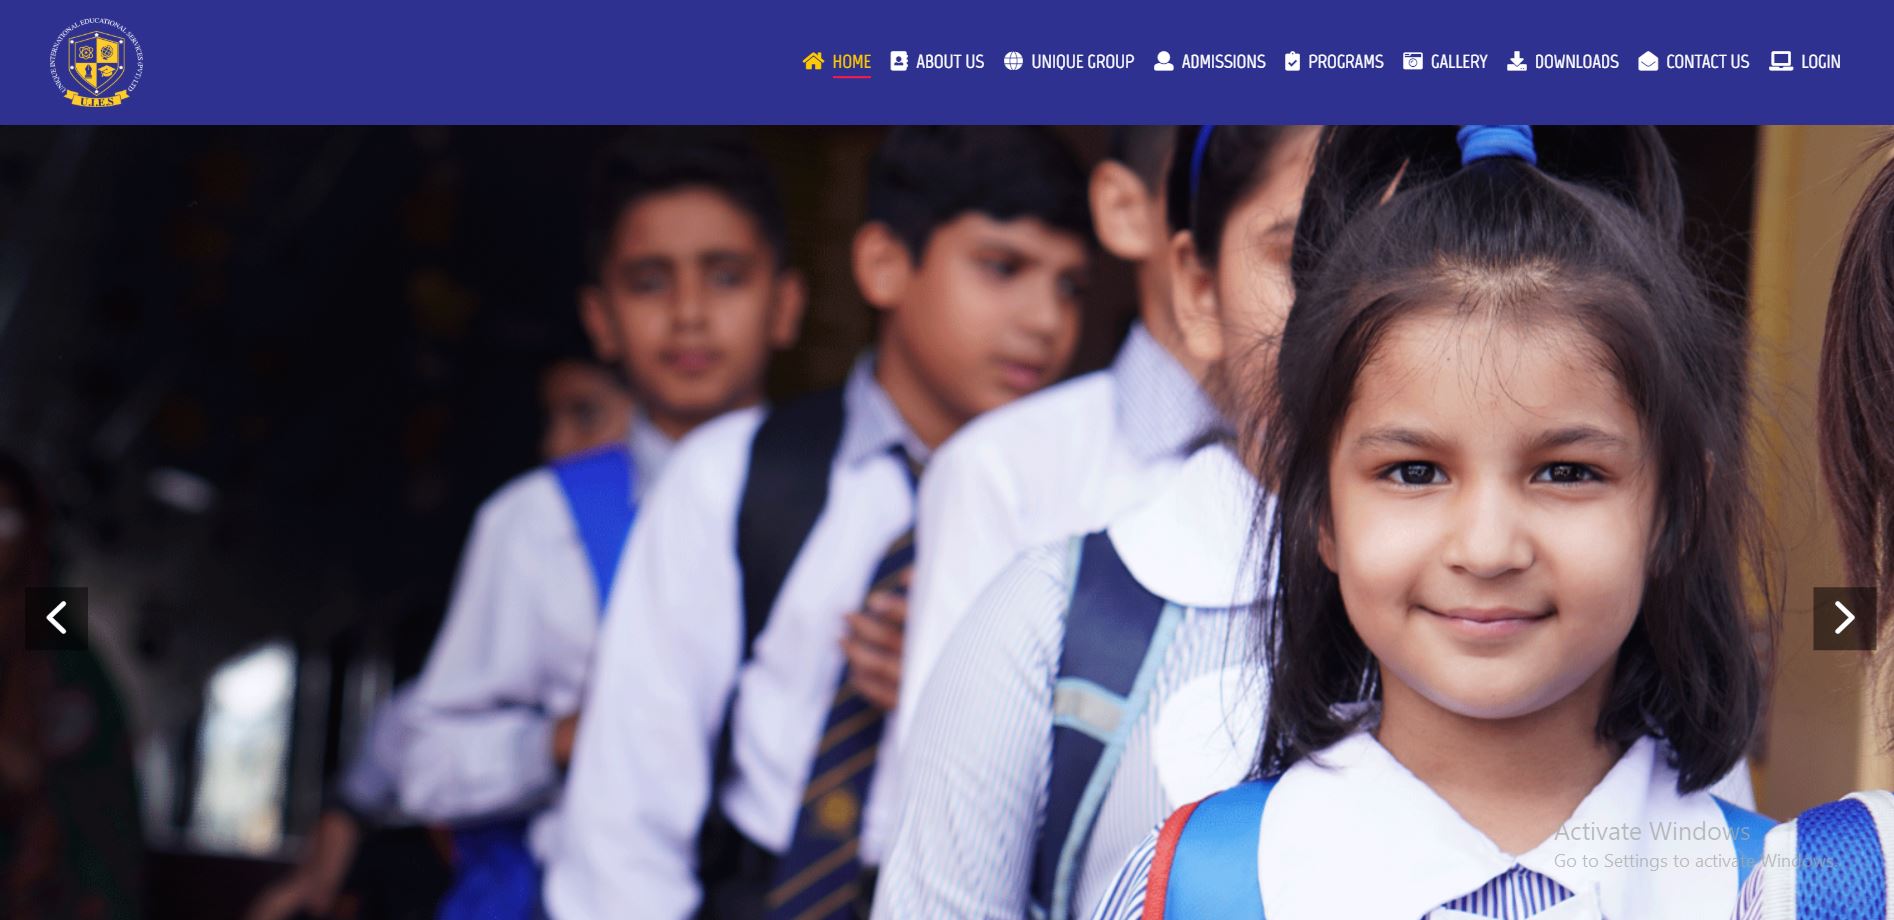 UNIQUE INTERNATIONAL EDUCATIONAL SERVICES (PVT) LTD
U.I.E.S
HOME ABOUT US UNIQUE GROUP ADMISSIONS PROGRAMS GALLERY DOWNLOADS CONTACT US LOGIN
Activate Windows
Go to Settings to activate Windows.